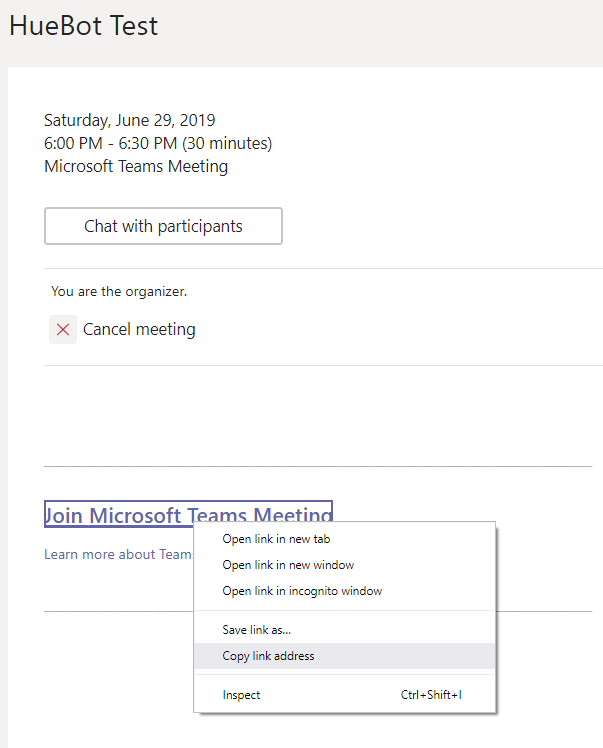 HueBot Test
Saturday, June 29, 2019
6:00 PM - 6:30 PM (30 minutes)
Microsoft Teams Meeting
Chat with participants
You are the organizer.
Cancel meeting
Join Microsoft Teams Meeting
Learn more about Teams
Open link in new tab
Open link in new window
Open link in incognito window
Save link as...
Copy link address
Inspect Ctrl+Shift+I